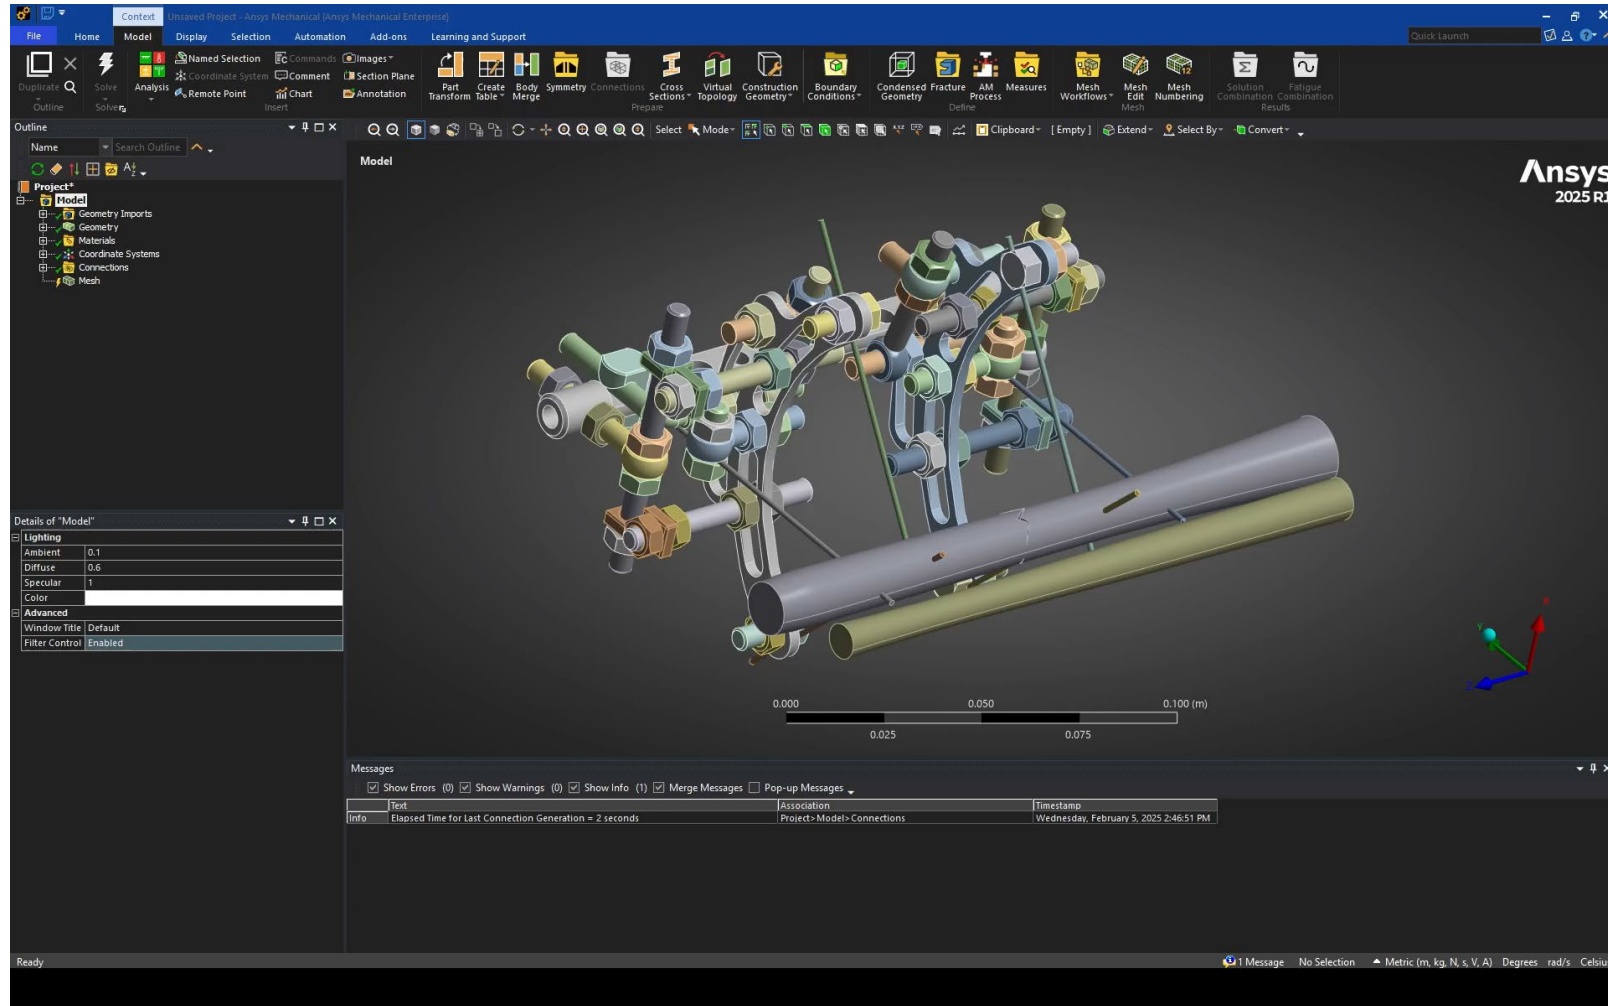 Context Unsaved Project - Ansys Mechanical [Ansys Mechanical Enterprise]
File Home Model Display Selection Automation Add-ons Learning and Support Quick Launch
Duplicate
Outline
Solve
Solve
Analysis
Named Selection
Coordinate System
Remote Point
Commands
Comment
Chart
Images
Section Plane
Annotation
Insert
Part
Transform
Create
Table
Body
Merge
Symmetry
Connections
Cross
Sections
Virtual
Topology
Construction
Geometry
Prepare
Boundary
Conditions
Condensed
Geometry
Fracture
AM
Process
Measures
Define
Mesh
Workflows
Mesh
Edit
Mesh
Numbering
Mesh
Solution
Combination
Fatigue
Combination
Results
Outline
Name Search Outline
Project*
Model
Geometry Imports
Geometry
Materials
Coordinate Systems
Connections
Mesh
Select Mode Clipboard [ Empty ] Extend Select By Convert
Model
Ansys
2025 R1
Details of "Model"
Lighting
Ambient 0.1
Diffuse 0.6
Specular 1
Color
Advanced
Window Title Default
Filter Control Enabled
Y
Z
0.000 0.050 0.100 (m)
0.025 0.075
Messages
Show Errors (0) Show Warnings (0) Show Info (1) Merge Messages Pop-up Messages
Text Association Timestamp
Info Elapsed Time for Last Connection Generation = 2 seconds Project>Model>Connections Wednesday, February 5, 2025 2:46:51 PM
Ready 1 Message No Selection Metric (m, kg, N, s, V, A) Degrees rad/s Celsiu